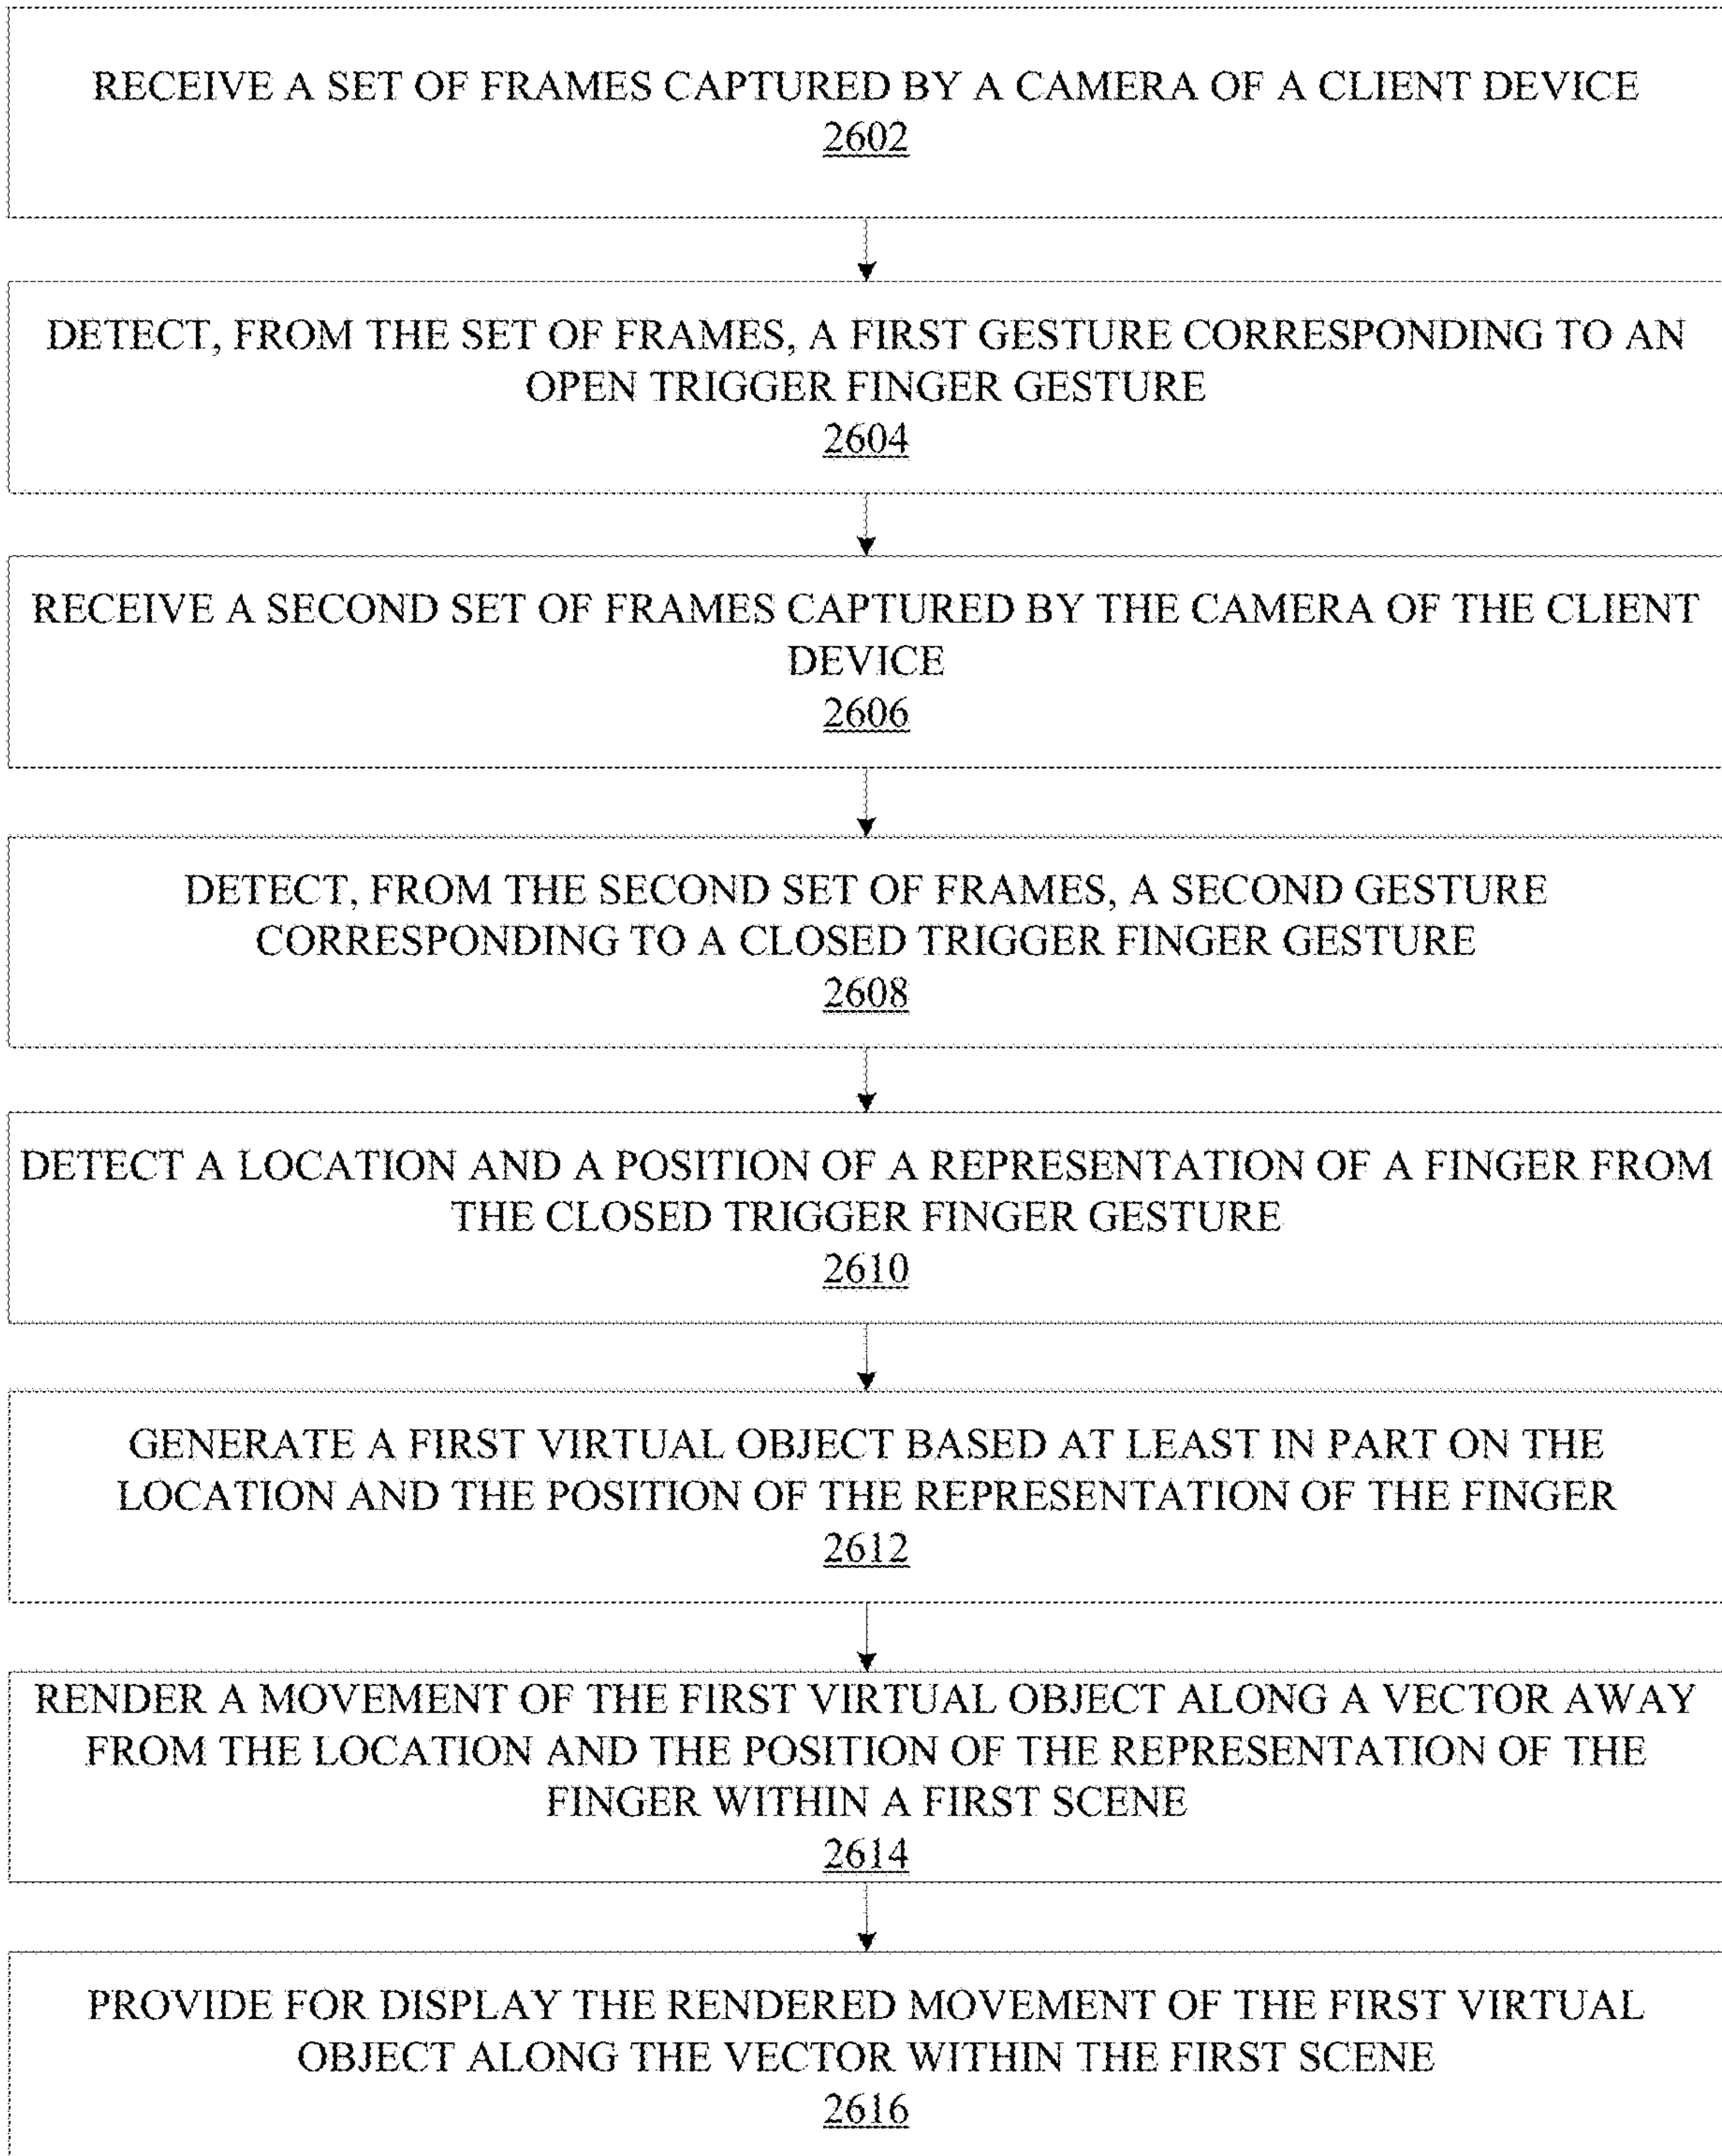 RECEIVE A SET OF FRAMES CAPTURED BY A CAMERA OF A CLIENT DEVICE
2602
DETECT, FROM THE SET OF FRAMES, A FIRST GESTURE CORRESPONDING TO AN
OPEN TRIGGER FINGER GESTURE
2604
RECEIVE A SECOND SET OF FRAMES CAPTURED BY THE CAMERA OF THE CLIENT
DEVICE
2606
DETECT, FROM THE SECOND SET OF FRAMES, A SECOND GESTURE
CORRESPONDING TO A CLOSED TRIGGER FINGER GESTURE
2608
DETECT A LOCATION AND A POSITION OF A REPRESENTATION OF A FINGER FROM
THE CLOSED TRIGGER FINGER GESTURE
2610
GENERATE A FIRST VIRTUAL OBJECT BASED AT LEAST IN PART ON THE
LOCATION AND THE POSITION OF THE REPRESENTATION OF THE FINGER
2612
RENDER A MOVEMENT OF THE FIRST VIRTUAL OBJECT ALONG A VECTOR AWAY
FROM THE LOCATION AND THE POSITION OF THE REPRESENTATION OF THE
FINGER WITHIN A FIRST SCENE
2614
PROVIDE FOR DISPLAY THE RENDERED MOVEMENT OF THE FIRST VIRTUAL
OBJECT ALONG THE VECTOR WITHIN THE FIRST SCENE
2616